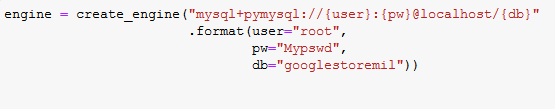 engine = create_engine("mysql+pymysql://{user}:{pw}@localhost/{db}"
.format(user="root",
pw="Mypswd",
db="googlestoremil"))